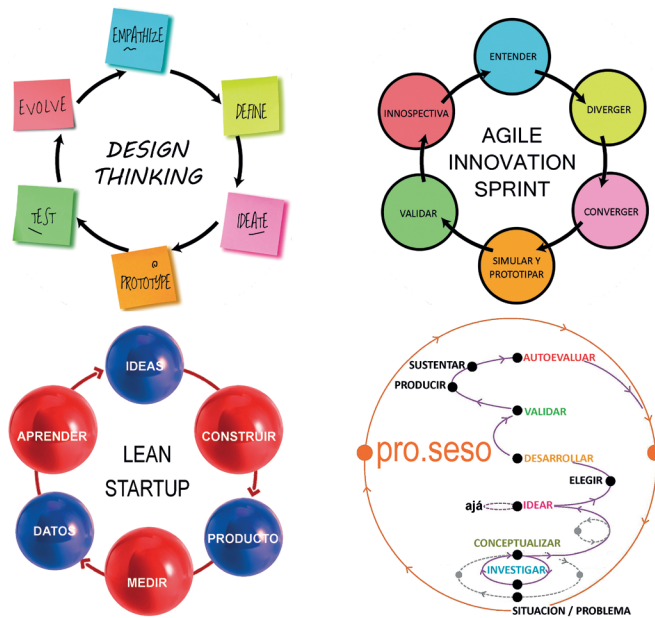 EMPATHIZE
DEFINE
IDEATE
PROTOTYPE
TEST
EVOLVE
DESIGN
THINKING
ENTENDER
DIVERGER
CONVERGER
SIMULAR Y
PROTOTIPAR
VALIDAR
INNOSPECTIVA
AGILE
INNOVATION
SPRINT
IDEAS
CONSTRUIR
PRODUCTO
MEDIR
DATOS
APRENDER
LEAN
STARTUP
SUSTENTAR
AUTOEVALUAR
PRODUCIR
VALIDAR
pro.seso
DESARROLLAR
ELEGIR
ajá
IDEAR
CONCEPTUALIZAR
INVESTIGAR
SITUACION / PROBLEMA